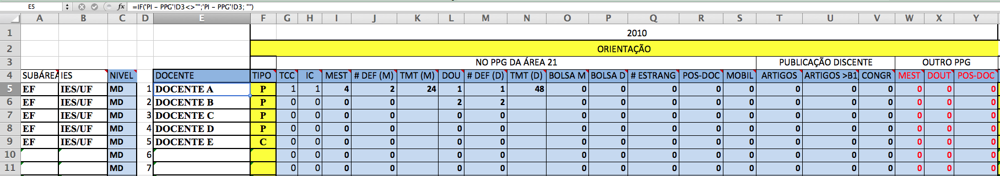 E5 fx =IF('PI - PPG'!D3<>"";'PI - PPG'!D3; "")
A B C D E F G H I J K L M N O P Q R S T U V W X Y
1 2010
2 ORIENTAÇÃO
3 NO PPG DA ÁREA 21 PUBLICAÇÃO DISCENTE OUTRO PPG
4 SUBÁREA IES NIVEL DOCENTE TIPO TCC IC MEST # DEF (M) TMT (M) DOU # DEF (D) TMT (D) BOLSA M BOLSA D # ESTRANG POS-DOC MOBIL ARTIGOS ARTIGOS >B1 CONGR MEST DOUT POS-DOC
5 EF IES/UF MD 1 DOCENTE A P 1 1 4 2 24 1 1 48 0 0 0 0 0 0 0 0 0 0 0
6 EF IES/UF MD 2 DOCENTE B P 0 0 0 0 2 2 0 0 0 0 0 0 0 0 0 0 0
7 EF IES/UF MD 3 DOCENTE C P 0 0 0 0 0 0 0 0 0 0 0 0 0 0 0 0 0
8 EF IES/UF MD 4 DOCENTE D P 0 0 0 0 0 0 0 0 0 0 0 0 0 0 0 0 0
9 EF IES/UF MD 5 DOCENTE E C 0 0 0 0 0 0 0 0 0 0 0 0 0 0 0 0 0
10 MD 6 0 0 0 0 0 0 0 0 0 0 0 0 0 0 0 0 0
11 MD 7 0 0 0 0 0 0 0 0 0 0 0 0 0 0 0 0 0